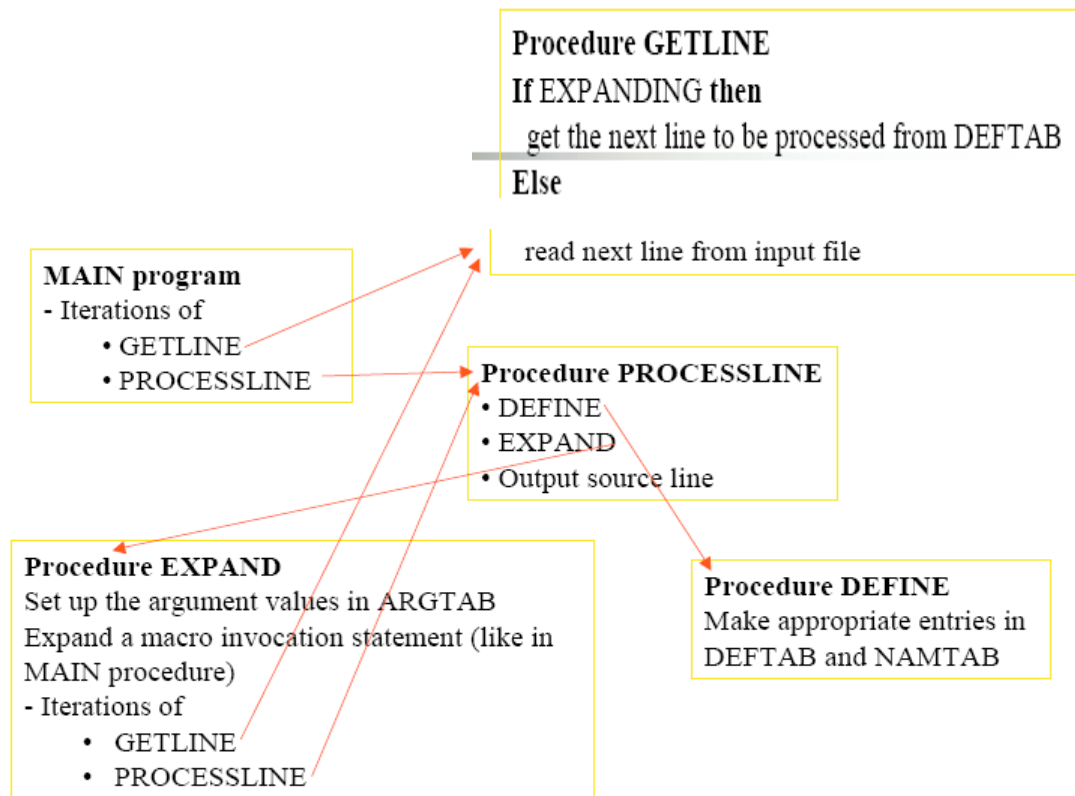 Procedure GETLINE
If EXPANDING then
get the next line to be processed from DEFTAB
Else
read next line from input file
MAIN program
- Iterations of
• GETLINE
• PROCESSLINE
Procedure PROCESSLINE
• DEFINE
• EXPAND
• Output source line
Procedure EXPAND
Set up the argument values in ARGTAB
Expand a macro invocation statement (like in
MAIN procedure)
- Iterations of
• GETLINE
• PROCESSLINE
Procedure DEFINE
Make appropriate entries in
DEFTAB and NAMTAB